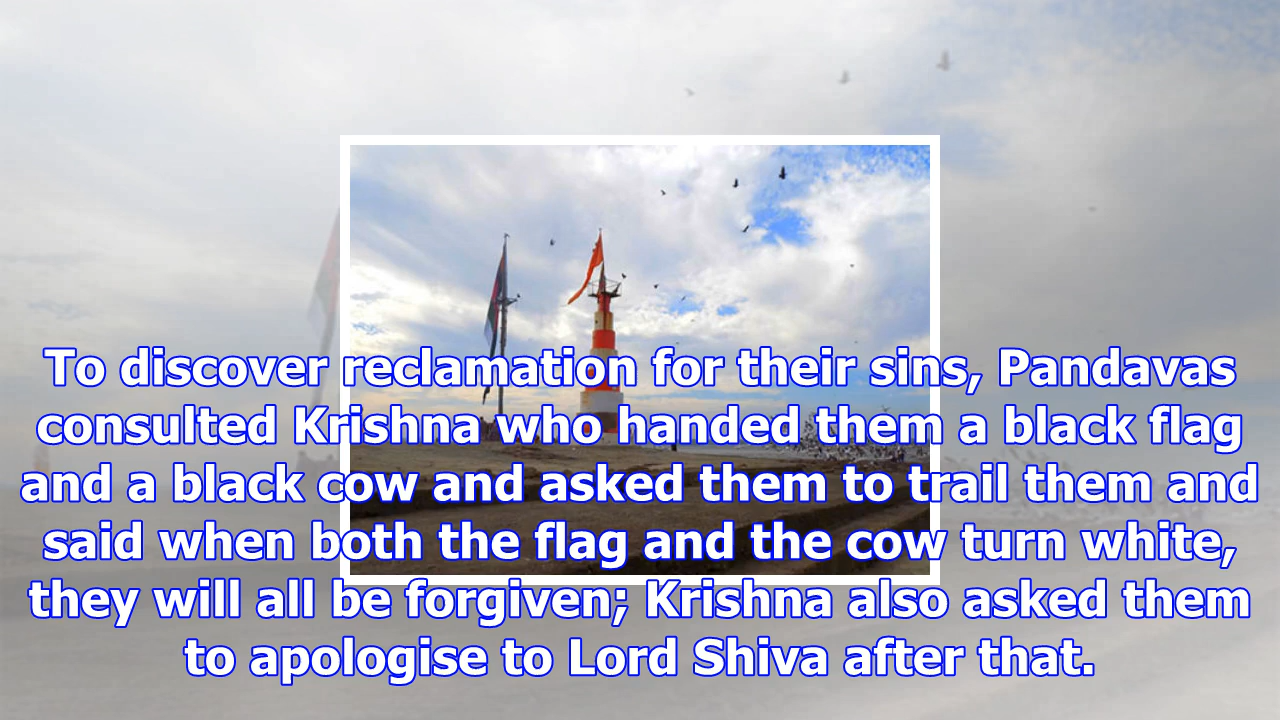 To discover reclamation for their sins, Pandavas
consulted Krishna who handed them a black flag
and a black cow and asked them to trail them and
said when both the flag and the cow turn white,
they will all be forgiven; Krishna also asked them
to apologise to Lord Shiva after that.